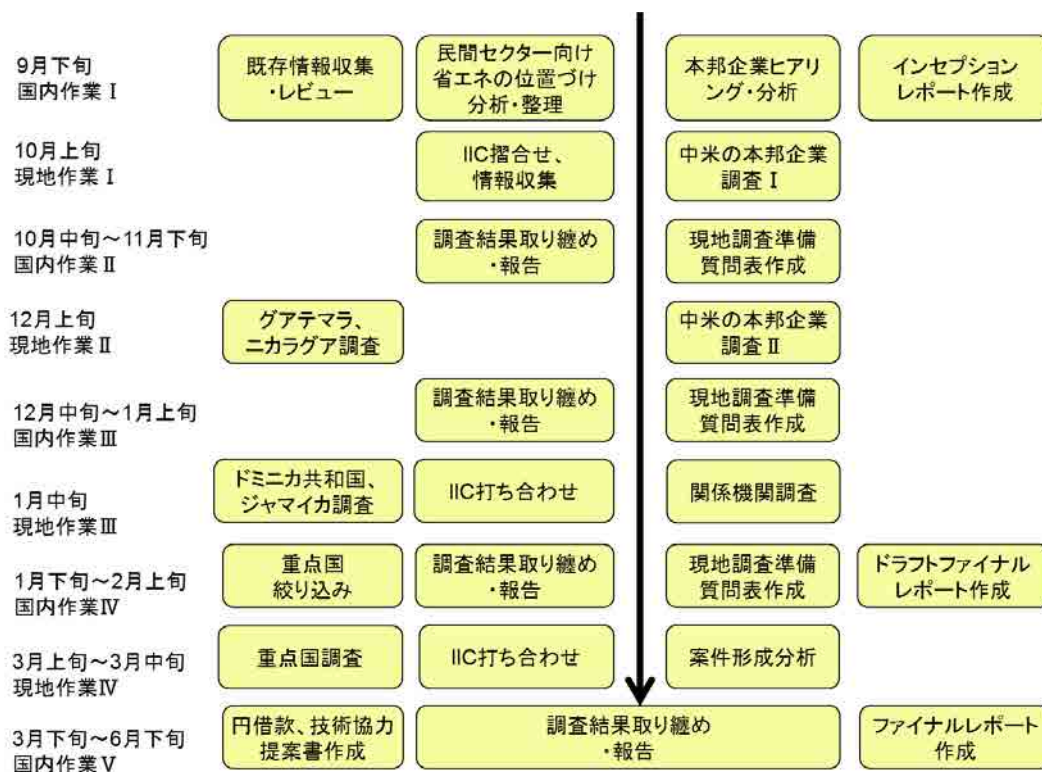 9月下旬
国内作業Ⅰ
既存情報収集
・レビュー
民間セクター向け
省エネの位置づけ
分析・整理
本邦企業ヒアリ
ング・分析
インセプション
レポート作成
10月上旬
現地作業Ⅰ
IIC摺合せ、
情報収集
中米の本邦企業
調査Ⅰ
10月中旬～11月下旬
国内作業Ⅱ
調査結果取り纏め
・報告
現地調査準備
質問表作成
12月上旬
現地作業Ⅱ
グアテマラ、
ニカラグア調査
中米の本邦企業
調査Ⅱ
12月中旬～1月上旬
国内作業Ⅲ
調査結果取り纏め
・報告
現地調査準備
質問表作成
1月中旬
現地作業Ⅲ
ドミニカ共和国、
ジャマイカ調査
IIC打ち合わせ
関係機関調査
1月下旬～2月上旬
国内作業Ⅳ
重点国
絞り込み
調査結果取り纏め
・報告
現地調査準備
質問表作成
ドラフトファイナル
レポート作成
3月上旬～3月中旬
現地作業Ⅳ
重点国調査
IIC打ち合わせ
案件形成分析
3月下旬～6月下旬
国内作業Ⅴ
円借款、技術協力
提案書作成
調査結果取り纏め
・報告
ファイナルレポート
作成